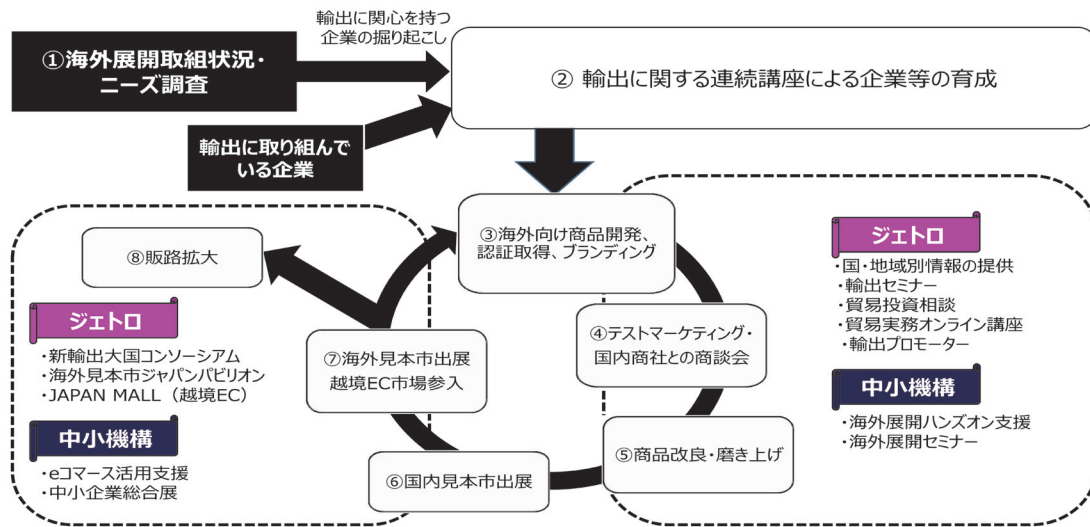 輸出に関心を持つ
企業の掘り起こし
①海外展開取組状況・
ニーズ調査
② 輸出に関する連続講座による企業等の育成
輸出に取り組んで
いる企業
③海外向け商品開発、
認証取得、ブランディング
⑧販路拡大
ジェトロ
・新輸出大国コンソーシアム
・海外見本市ジャパンパビリオン
・JAPAN MALL（越境EC）
中小機構
・eコマース活用支援
・中小企業総合展
⑦海外見本市出展
越境EC市場参入
④テストマーケティング・
国内商社との商談会
⑥国内見本市出展
⑤商品改良・磨き上げ
ジェトロ
・国・地域別情報の提供
・輸出セミナー
・貿易投資相談
・貿易実務オンライン講座
・輸出プロモーター
中小機構
・海外展開ハンズオン支援
・海外展開セミナー